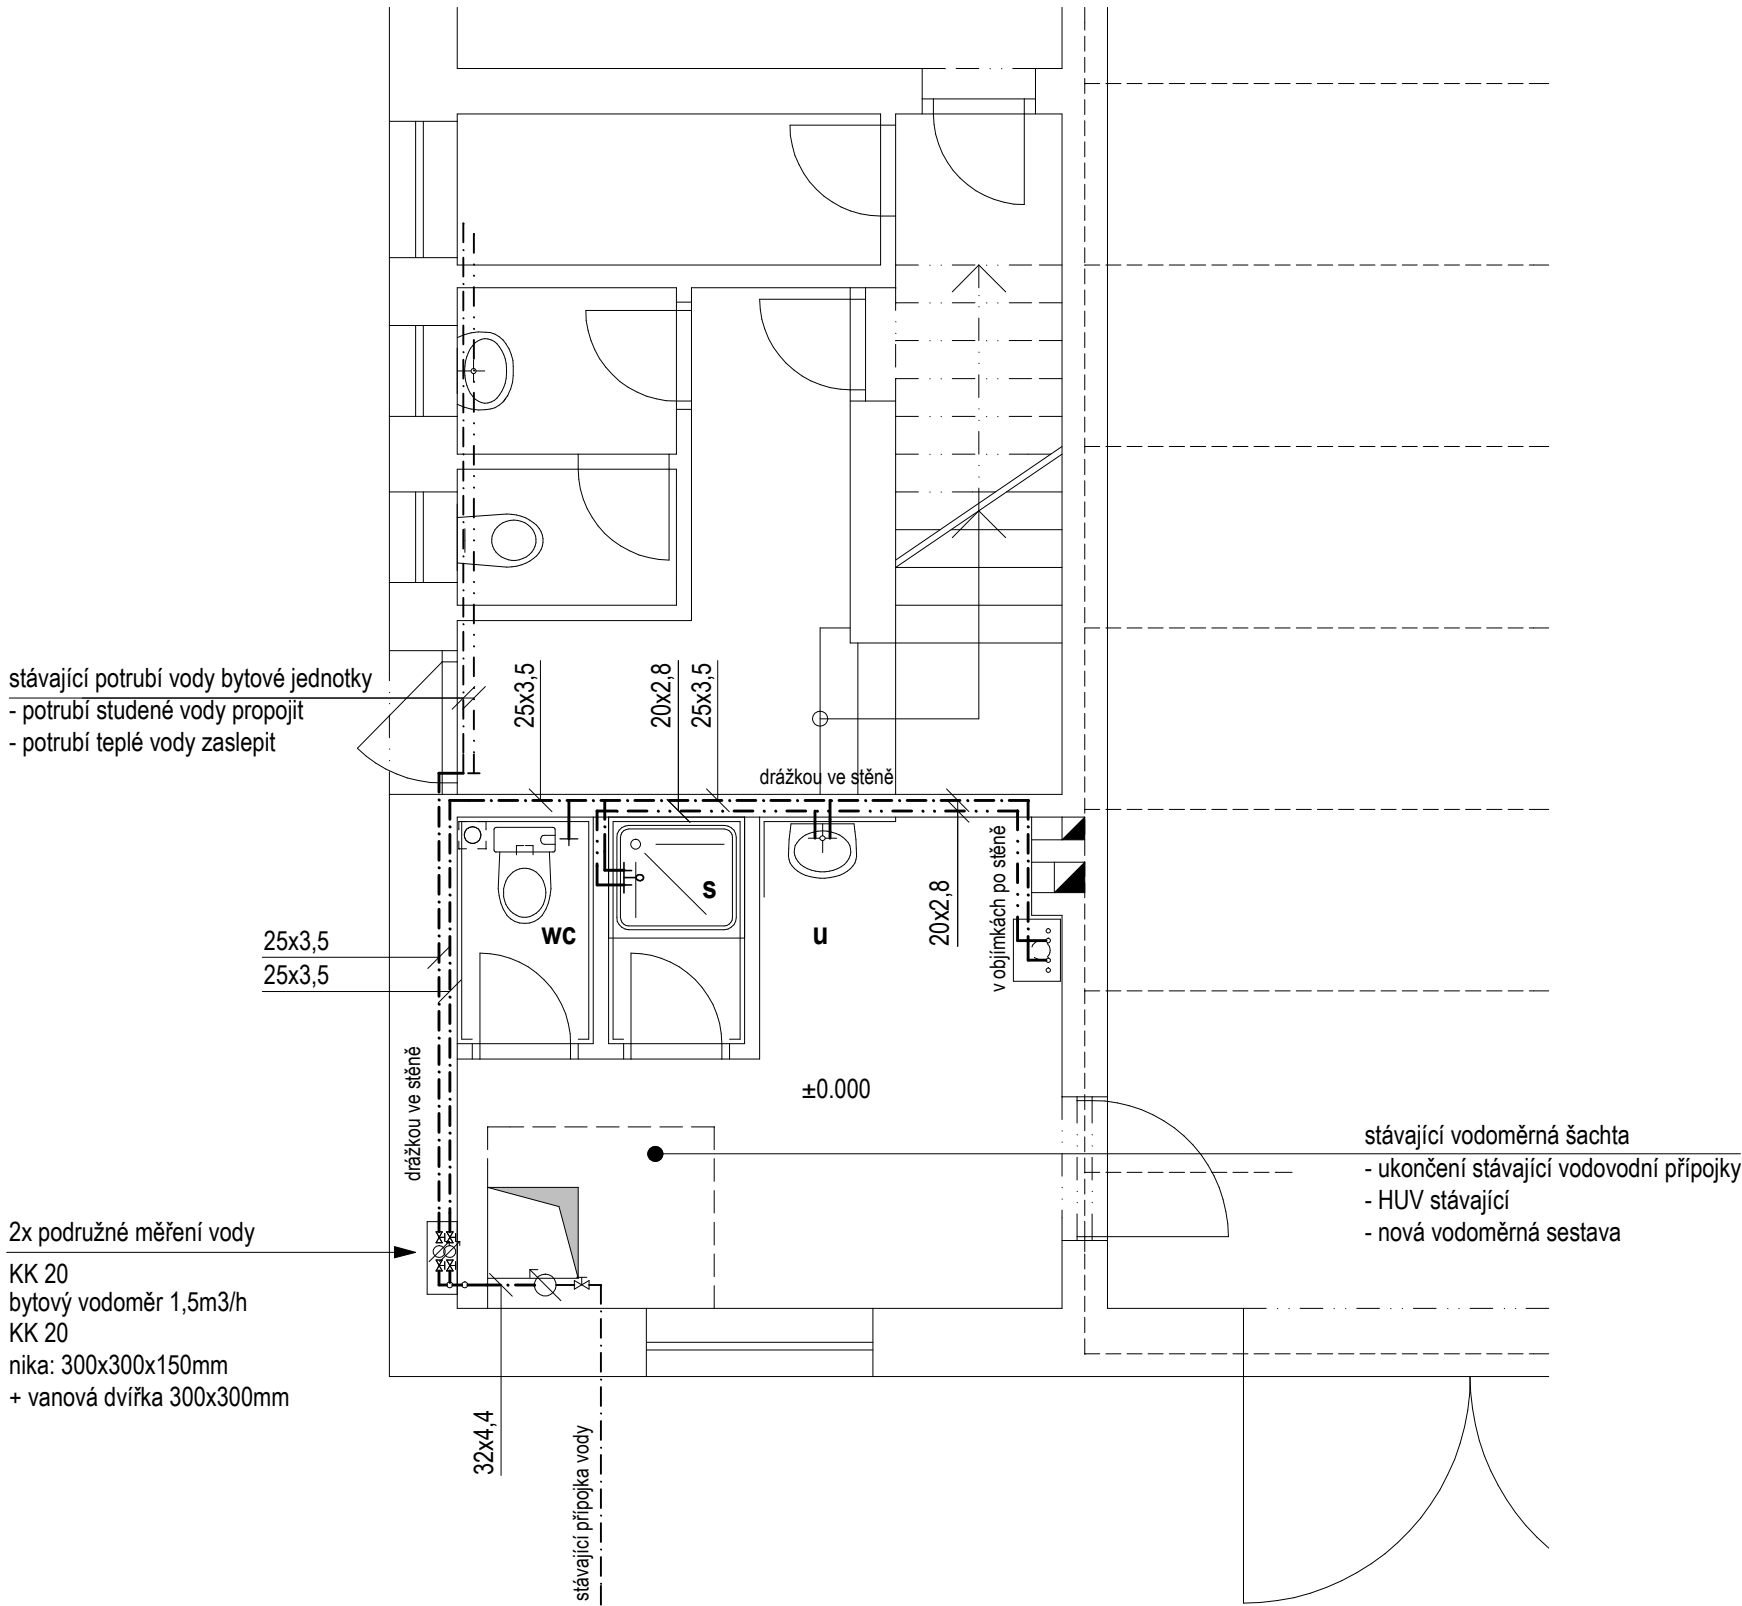 stávající potrubí vody bytové jednotky
- potrubí studené vody propojit
- potrubí teplé vody zaslepit
25x3,5
20x2,8
25x3,5
drážkou ve stěně
v objímkách po stěně
20x2,8
s
wc
u
25x3,5
25x3,5
drážkou ve stěně
±0.000
stávající vodoměrná šachta
- ukončení stávající vodovodní přípojky
- HUV stávající
- nová vodoměrná sestava
2x podružné měření vody
KK 20
bytový vodoměr 1,5m3/h
KK 20
nika: 300x300x150mm
+ vanová dvířka 300x300mm
32x4,4
stávající přípojka vody